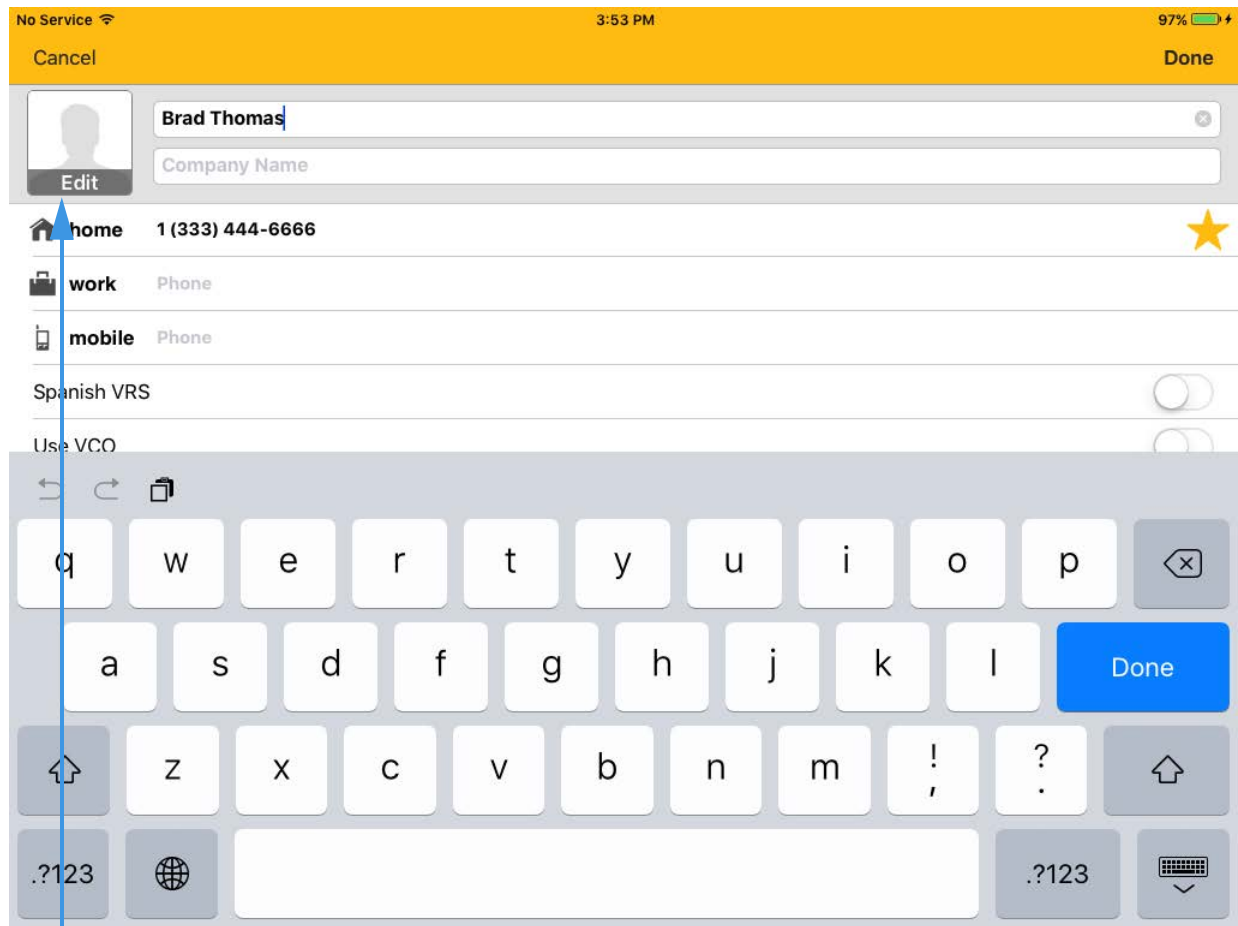 No Service 3:53 PM 97%
Cancel Done
Brad Thomas
Company Name
Edit
home 1 (333) 444-6666
work Phone
mobile Phone
Spanish VRS
Use VCO
q w e r t y u i o p
a s d f g h j k l Done
z x c v b n m ! , ? .
.?123 .?123